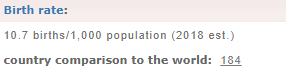 Birth rate:
10.7 births/1,000 population (2018 est.)
country comparison to the world: 184